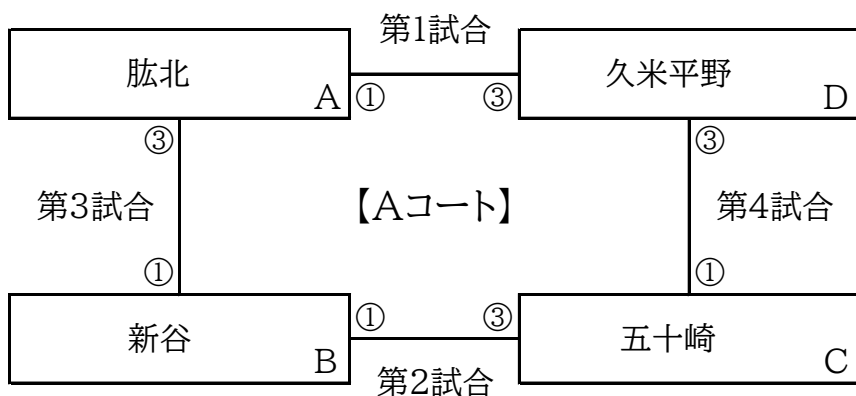 第1試合
肱北
A
①
③
久米平野
D
③
③
第3試合
【Aコート】
第4試合
①
①
新谷
B
①
③
五十崎
C
第2試合